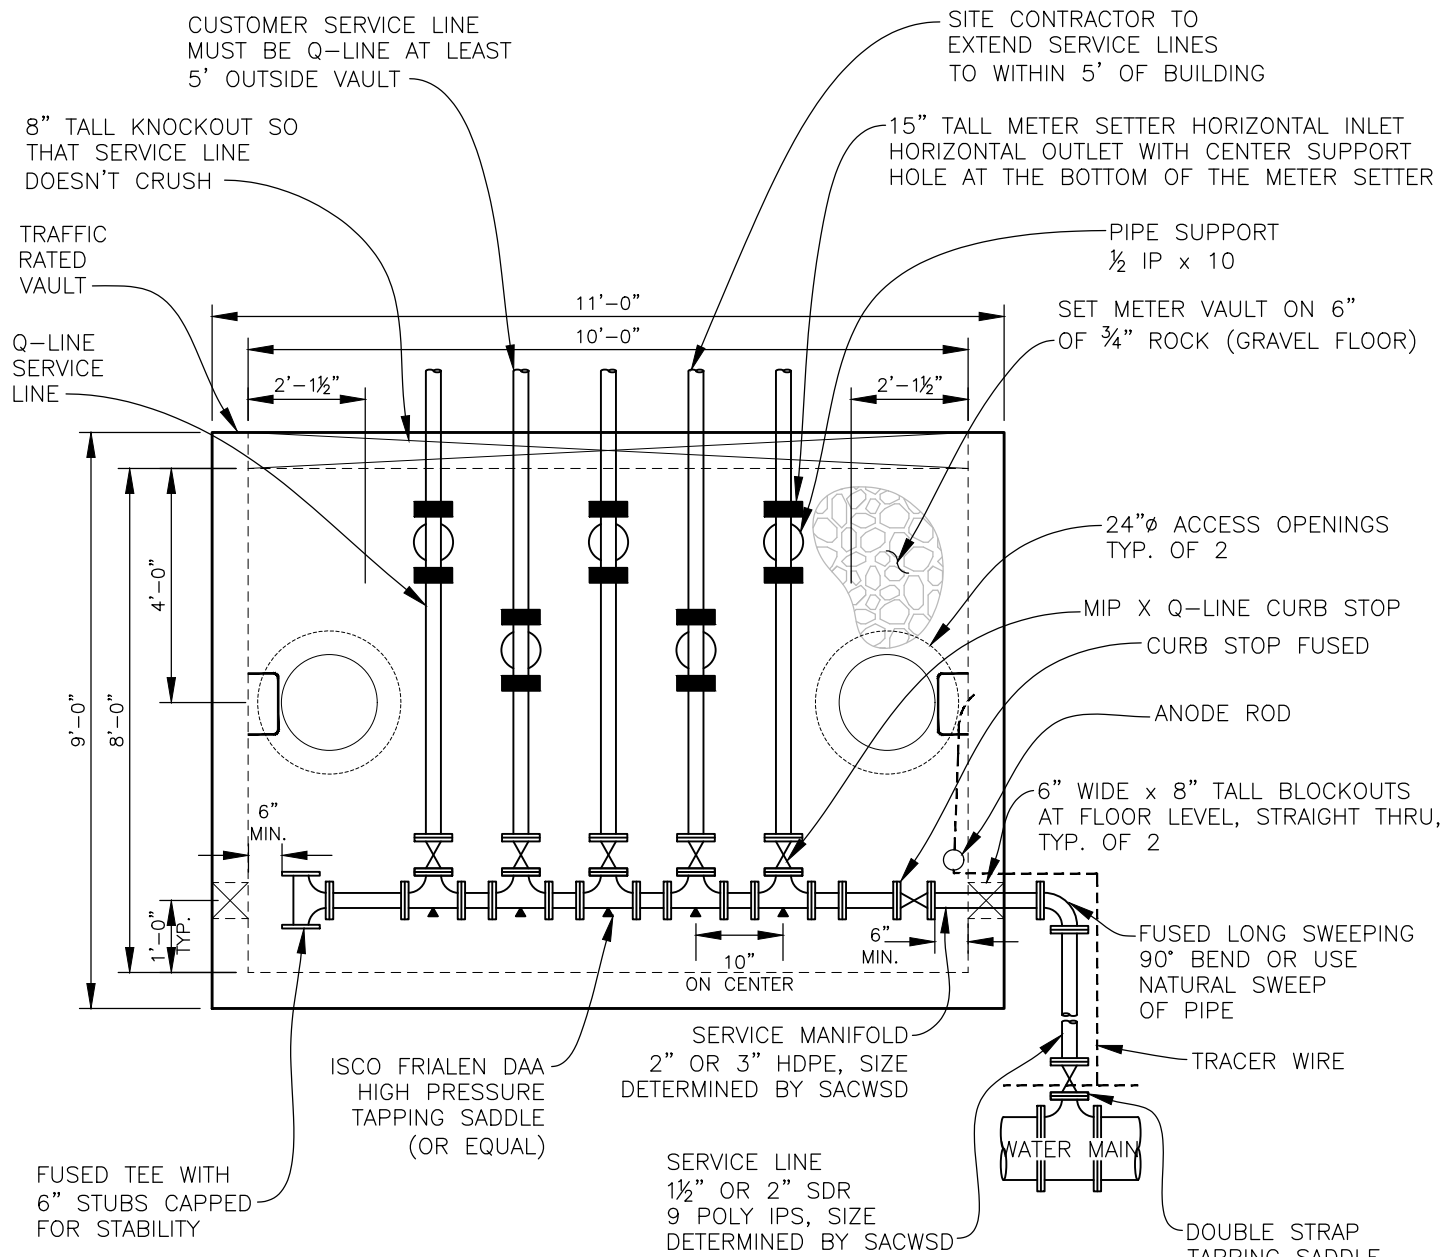 CUSTOMER SERVICE LINE
MUST BE Q-LINE AT LEAST
5' OUTSIDE VAULT
SITE CONTRACTOR TO
EXTEND SERVICE LINES
TO WITHIN 5' OF BUILDING
8" TALL KNOCKOUT SO
THAT SERVICE LINE
DOESN'T CRUSH
15" TALL METER SETTER HORIZONTAL INLET
HORIZONTAL OUTLET WITH CENTER SUPPORT
HOLE AT THE BOTTOM OF THE METER SETTER
TRAFFIC
RATED
VAULT
PIPE SUPPORT
½ IP x 10
11'-0"
10'-0"
SET METER VAULT ON 6"
OF ¾" ROCK (GRAVEL FLOOR)
Q-LINE
SERVICE
LINE
2'-1½"
2'-1½"
24"ø ACCESS OPENINGS
TYP. OF 2
4'-0"
MIP X Q-LINE CURB STOP
CURB STOP FUSED
9'-0"
8'-0"
ANODE ROD
6" WIDE x 8" TALL BLOCKOUTS
AT FLOOR LEVEL, STRAIGHT THRU,
TYP. OF 2
6"
MIN.
1'-0"
TYP.
10"
ON CENTER
6"
MIN.
FUSED LONG SWEEPING
90° BEND OR USE
NATURAL SWEEP
OF PIPE
SERVICE MANIFOLD
2" OR 3" HDPE, SIZE
DETERMINED BY SACWSD
ISCO FRIALEN DAA
HIGH PRESSURE
TAPPING SADDLE
(OR EQUAL)
TRACER WIRE
WATER MAIN
FUSED TEE WITH
6" STUBS CAPPED
FOR STABILITY
SERVICE LINE
1½" OR 2" SDR
9 POLY IPS, SIZE
DETERMINED BY SACWSD
DOUBLE STRAP
TAPPING SADDLE